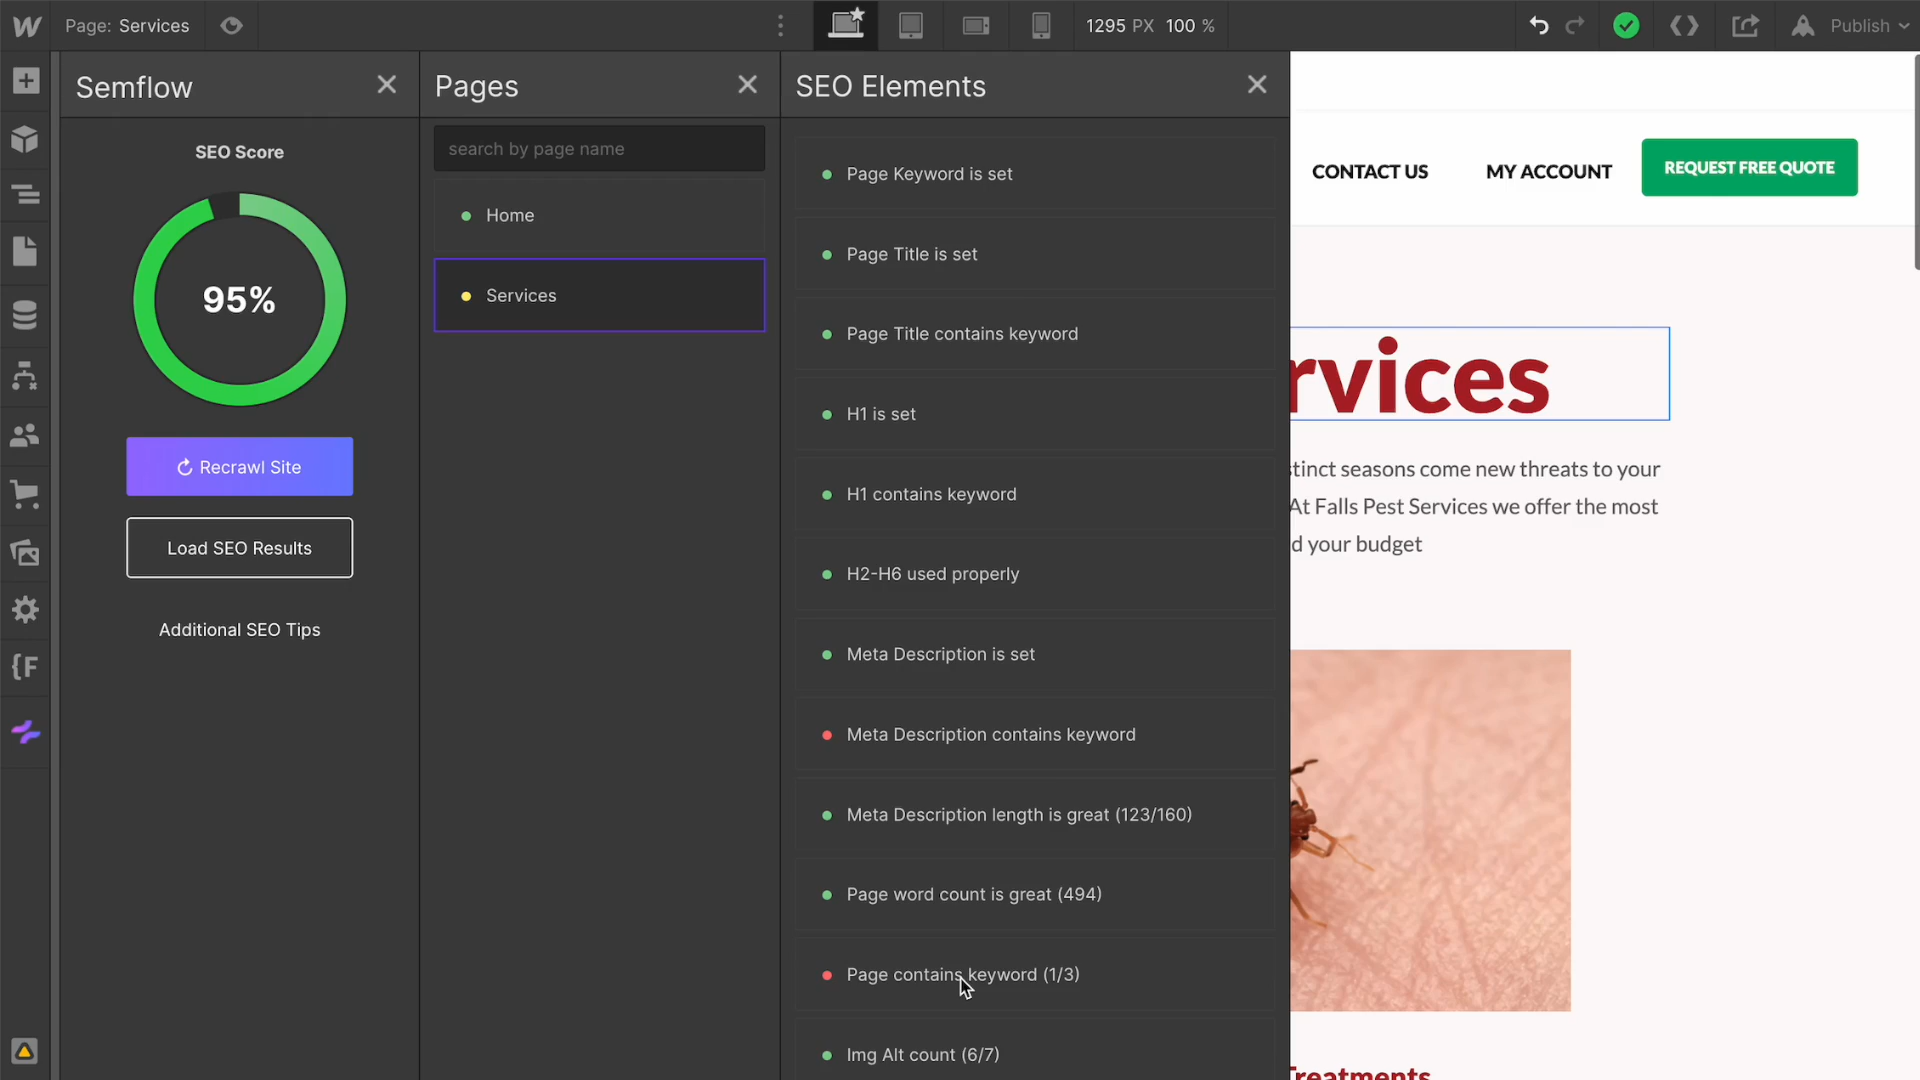 Page: Services
1295 PX 100 %
Publish
Semflow
SEO Score
95%
Recrawl Site
Load SEO Results
Additional SEO Tips
Pages
search by page name
Home
Services
SEO Elements
Page Keyword is set
Page Title is set
Page Title contains keyword
H1 is set
H1 contains keyword
H2-H6 used properly
Meta Description is set
Meta Description contains keyword
Meta Description length is great (123/160)
Page word count is great (494)
Page contains keyword (1/3)
Img Alt count (6/7)
CONTACT US
MY ACCOUNT
REQUEST FREE QUOTE
rvices
stinct seasons come new threats to your
At Falls Pest Services we offer the most
d your budget
Treatments